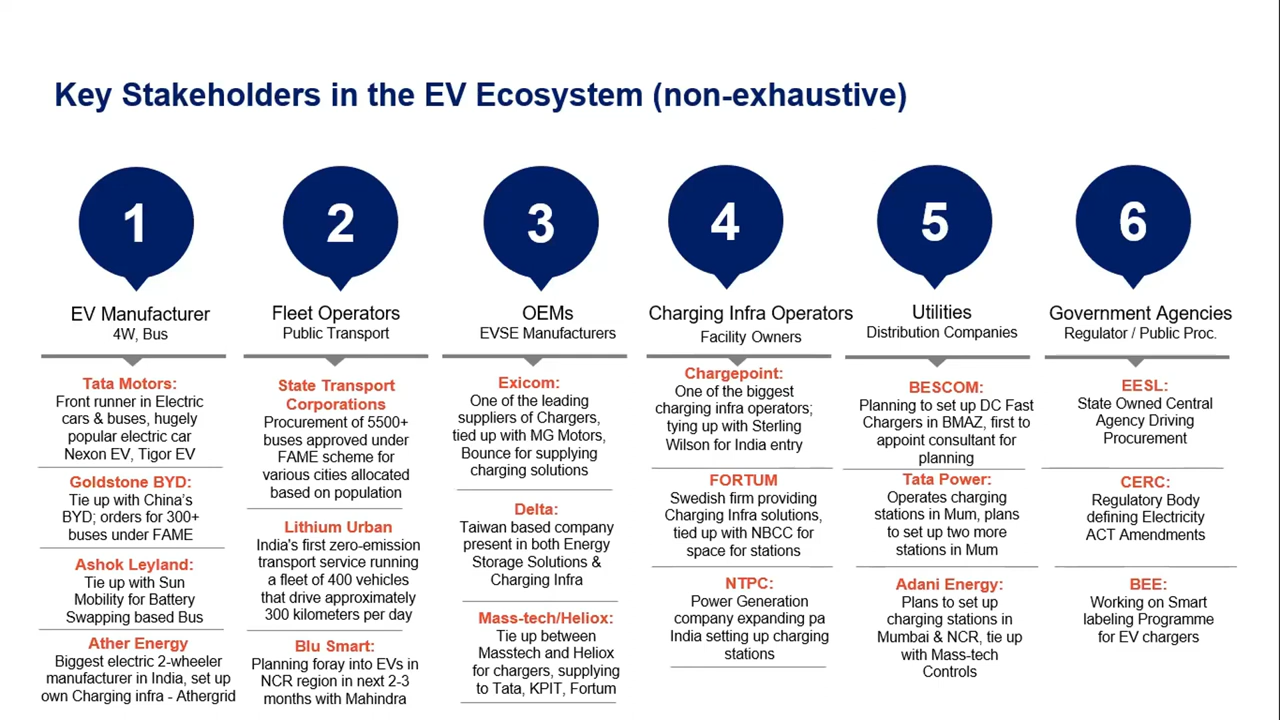 Key Stakeholders in the EV Ecosystem (non-exhaustive)
1
EV Manufacturer
4W, Bus
Tata Motors:
Front runner in Electric
cars & buses, hugely
popular electric car
Nexon EV, Tigor EV
Goldstone BYD:
Tie up with China's
BYD; orders for 300+
buses under FAME
Ashok Leyland:
Tie up with Sun
Mobility for Battery
Swapping based Bus
Ather Energy
Biggest electric 2-wheeler
manufacturer in India, set up
own Charging infra - Athergrid
2
Fleet Operators
Public Transport
State Transport
Corporations
Procurement of 5500+
buses approved under
FAME scheme for
various cities allocated
based on population
Lithium Urban
India's first zero-emission
transport service running
a fleet of 400 vehicles
that drive approximately
300 kilometers per day
Blu Smart:
Planning foray into EVs in
NCR region in next 2-3
months with Mahindra
3
OEMs
EVSE Manufacturers
Exicom:
One of the leading
suppliers of Chargers,
tied up with MG Motors,
Bounce for supplying
charging solutions
Delta:
Taiwan based company
present in both Energy
Storage Solutions &
Charging Infra
Mass-tech/Heliox:
Tie up between
Masstech and Heliox
for chargers, supplying
to Tata, KPIT, Fortum
4
Charging Infra Operators
Facility Owners
Chargepoint:
One of the biggest
charging infra operators;
tying up with Sterling
Wilson for India entry
FORTUM
Swedish firm providing
Charging Infra solutions,
tied up with NBCC for
space for stations
NTPC:
Power Generation
company expanding pa
India setting up charging
stations
5
Utilities
Distribution Companies
BESCOM:
Planning to set up DC Fast
Chargers in BMAZ, first to
appoint consultant for
planning
Tata Power:
Operates charging
stations in Mum, plans
to set up two more
stations in Mum
Adani Energy:
Plans to set up
charging stations in
Mumbai & NCR, tie up
with Mass-tech
Controls
6
Government Agencies
Regulator / Public Proc.
EESL:
State Owned Central
Agency Driving
Procurement
CERC:
Regulatory Body
defining Electricity
ACT Amendments
BEE:
Working on Smart
labeling Programme
for EV chargers